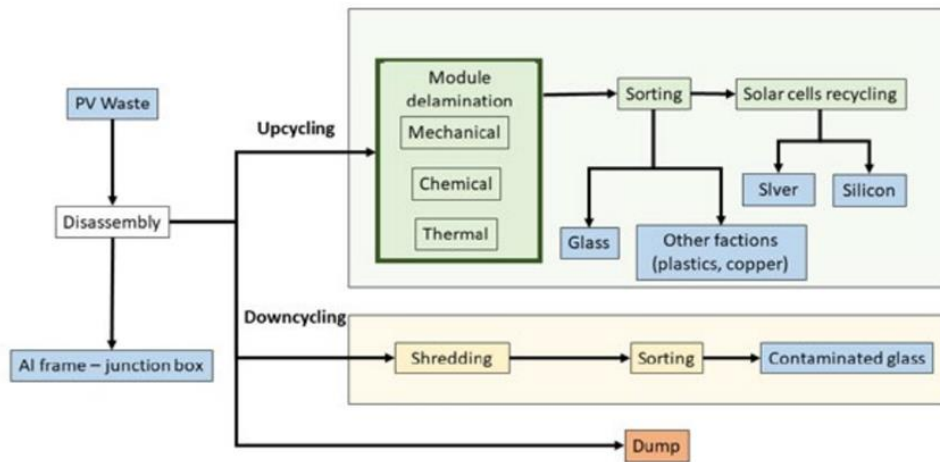 PV Waste
Disassembly
Al frame – junction box
Upcycling
Module
delamination
Mechanical
Chemical
Thermal
Sorting
Solar cells recycling
Glass
Other factions
(plastics, copper)
Slver
Silicon
Downcycling
Shredding
Sorting
Contaminated glass
Dump